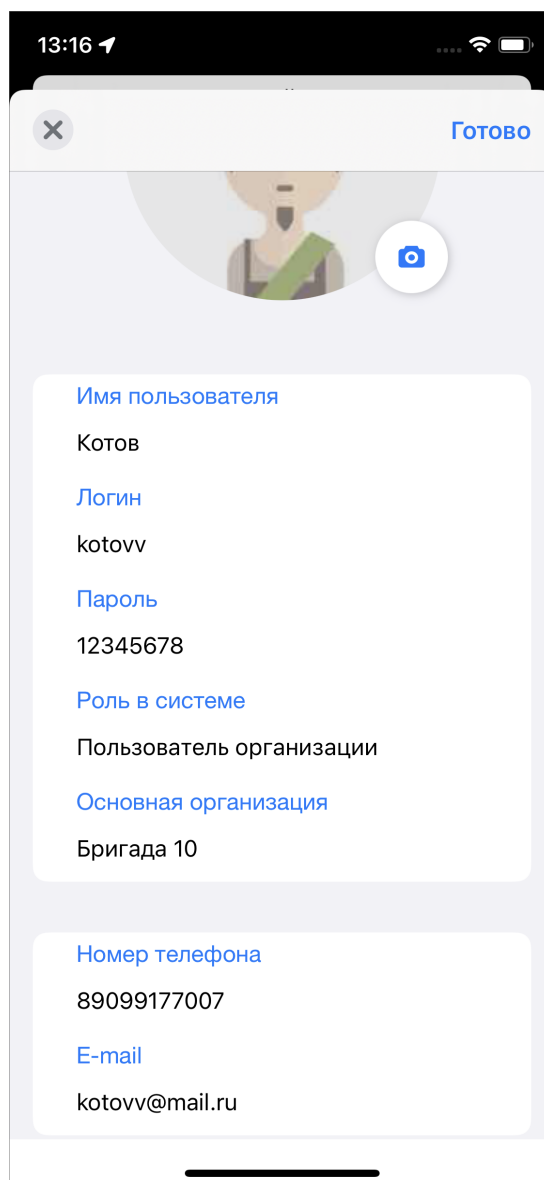 13:16
Готово
Имя пользователя
Котов
Логин
kotovv
Пароль
12345678
Роль в системе
Пользователь организации
Основная организация
Бригада 10
Номер телефона
89099177007
E-mail
kotovv@mail.ru